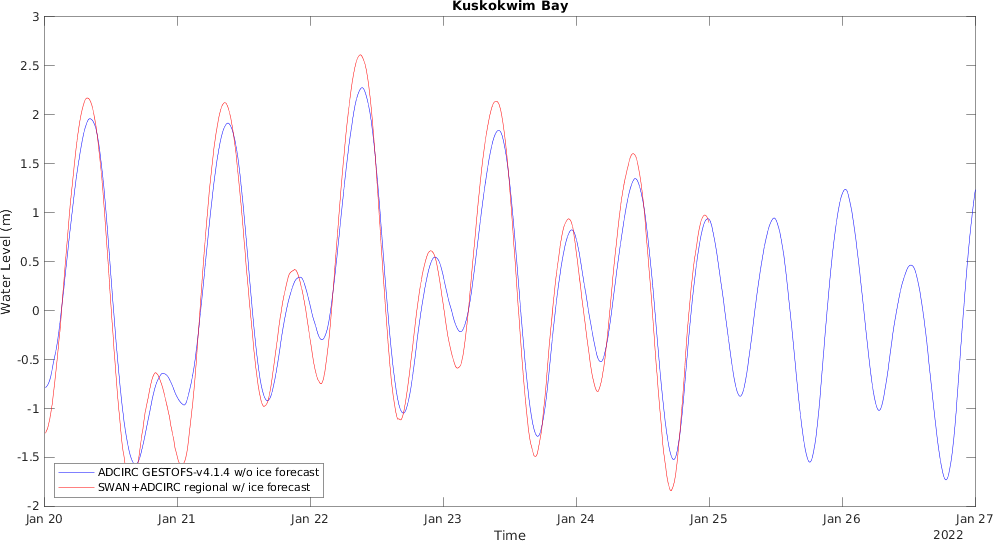 Kuskokwim Bay
3
2.5
2
1.5
1
0.5
0
-0.5
-1
-1.5
-2
Water Level (m)
ADCIRC GESTOFS-v4.1.4 w/o ice forecast
SWAN+ADCIRC regional w/ ice forecast
Jan 20 Jan 21 Jan 22 Jan 23 Jan 24 Jan 25 Jan 26 Jan 27
Time
2022